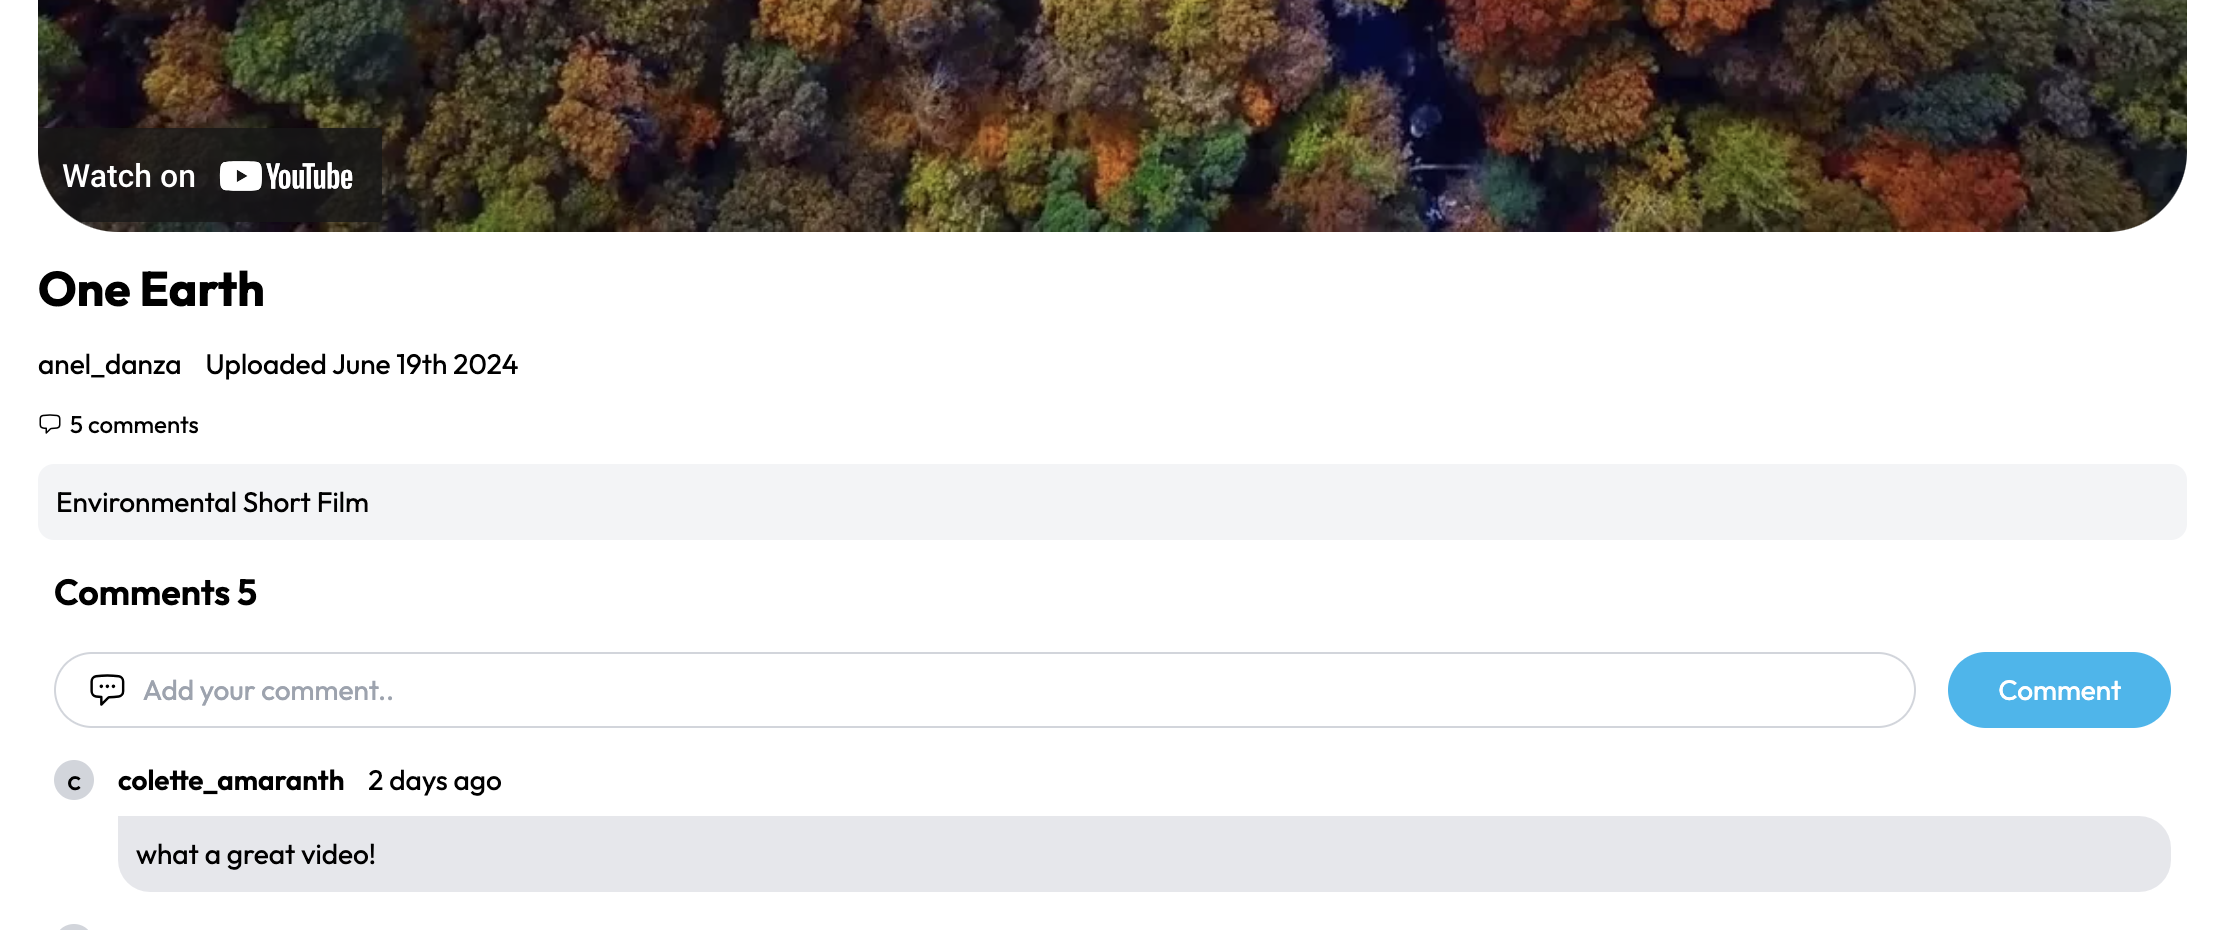 Watch on YouTube
One Earth
anel_danza Uploaded June 19th 2024
5 comments
Environmental Short Film
Comments 5
Add your comment..
Comment
c colette_amaranth 2 days ago
what a great video!